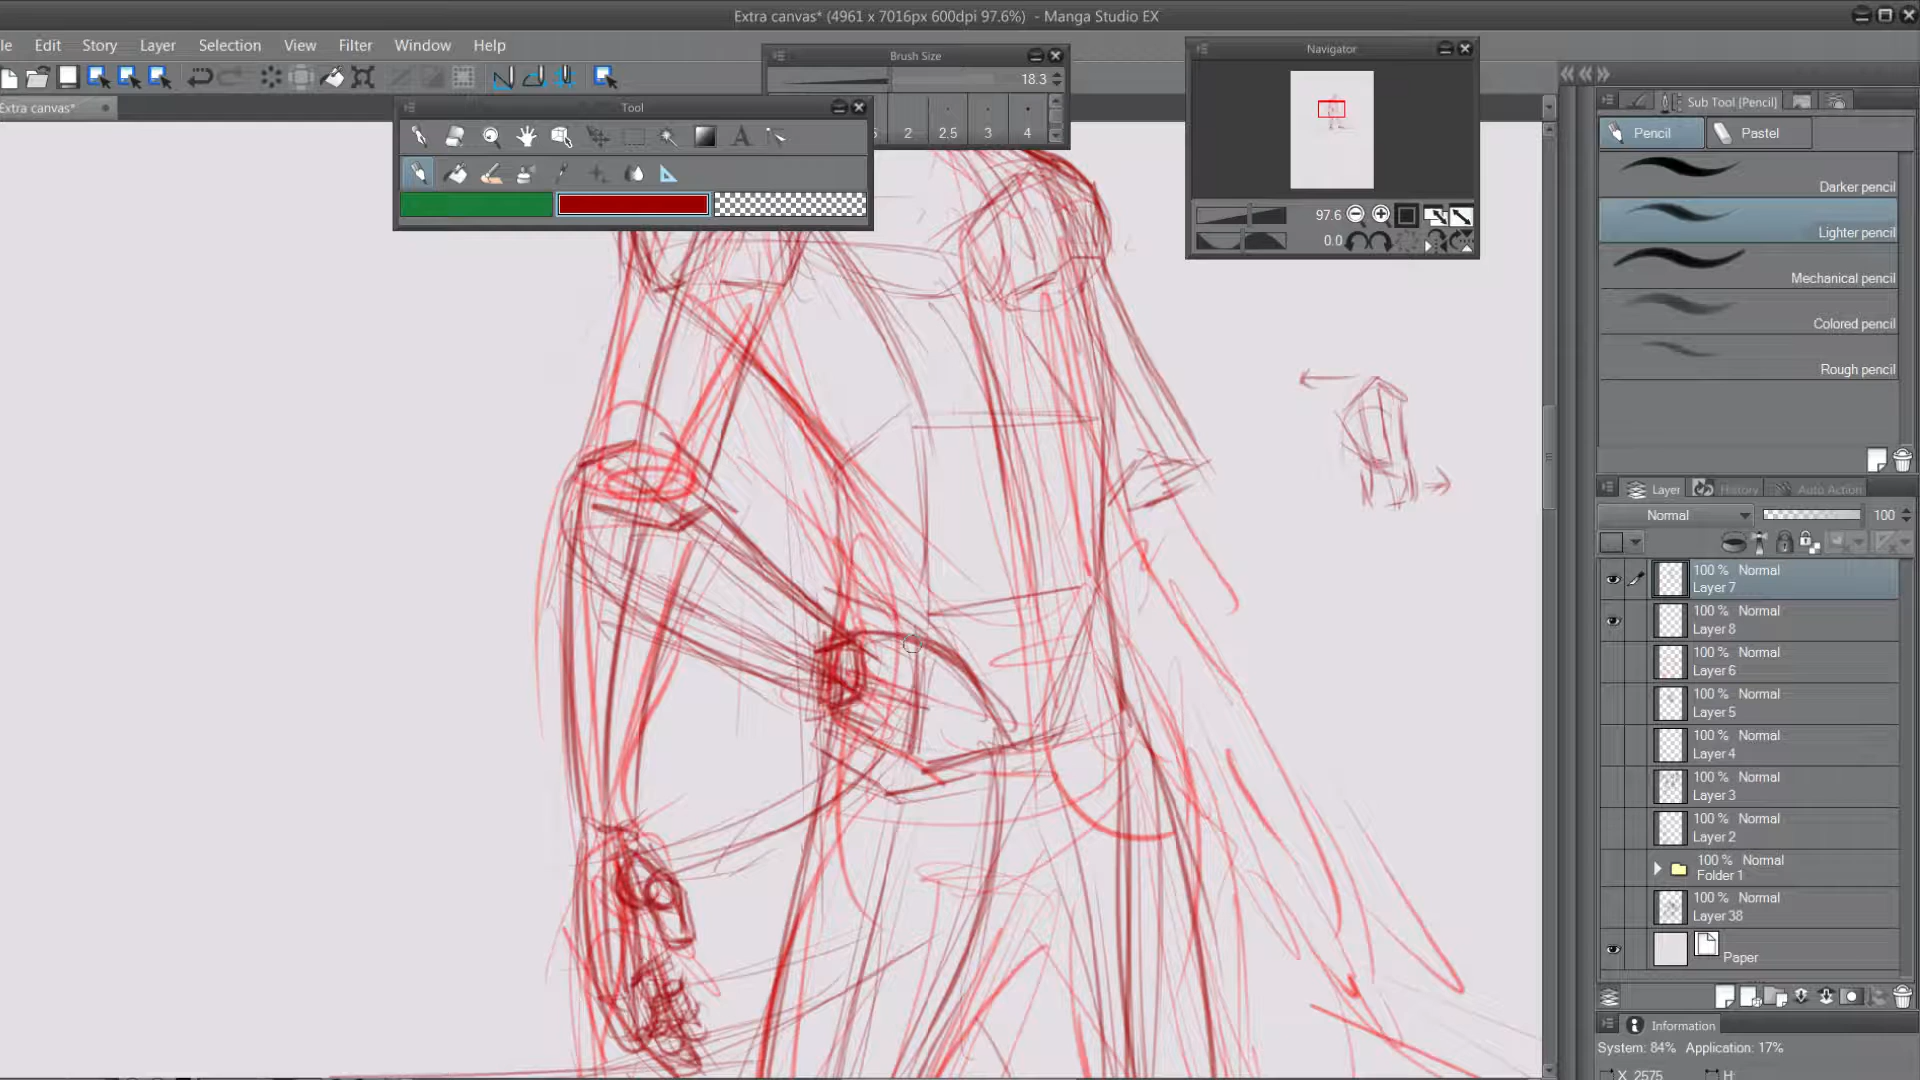 Extra canvas* (4961 x 7016px 600dpi 97.6%) - Manga Studio EX
le Edit Story Layer Selection View Filter Window Help
Extra canvas*
Brush Size
18.3
2 2.5 3 4
Tool
Navigator
97.6
0.0
Sub Tool [Pencil]
Pencil Pastel
Darker pencil
Lighter pencil
Mechanical pencil
Colored pencil
Rough pencil
Layer History Auto Action
Normal 100
100 % Normal
Layer 7
100 % Normal
Layer 8
100 % Normal
Layer 6
100 % Normal
Layer 5
100 % Normal
Layer 4
100 % Normal
Layer 3
100 % Normal
Layer 2
100 % Normal
Folder 1
100 % Normal
Layer 38
Paper
Information
System: 84% Application: 17%
X 2575 H: